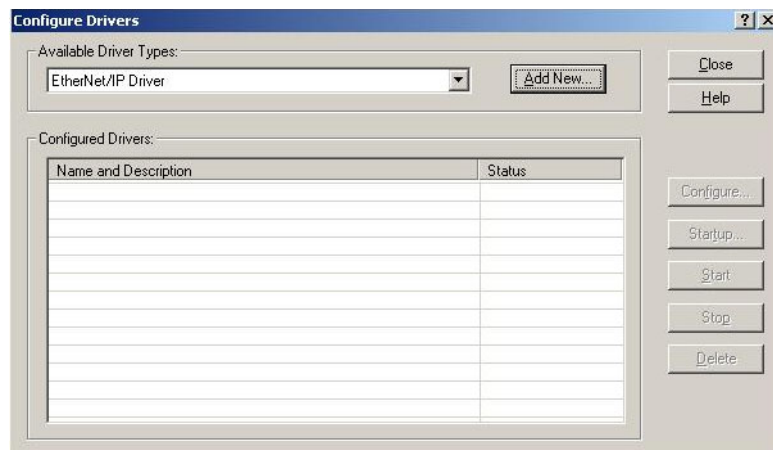 Configure Drivers
Available Driver Types:
EtherNet/IP Driver
Add New...
Close
Help
Configured Drivers:
Name and Description
Status
Configure...
Startup...
Start
Stop
Delete